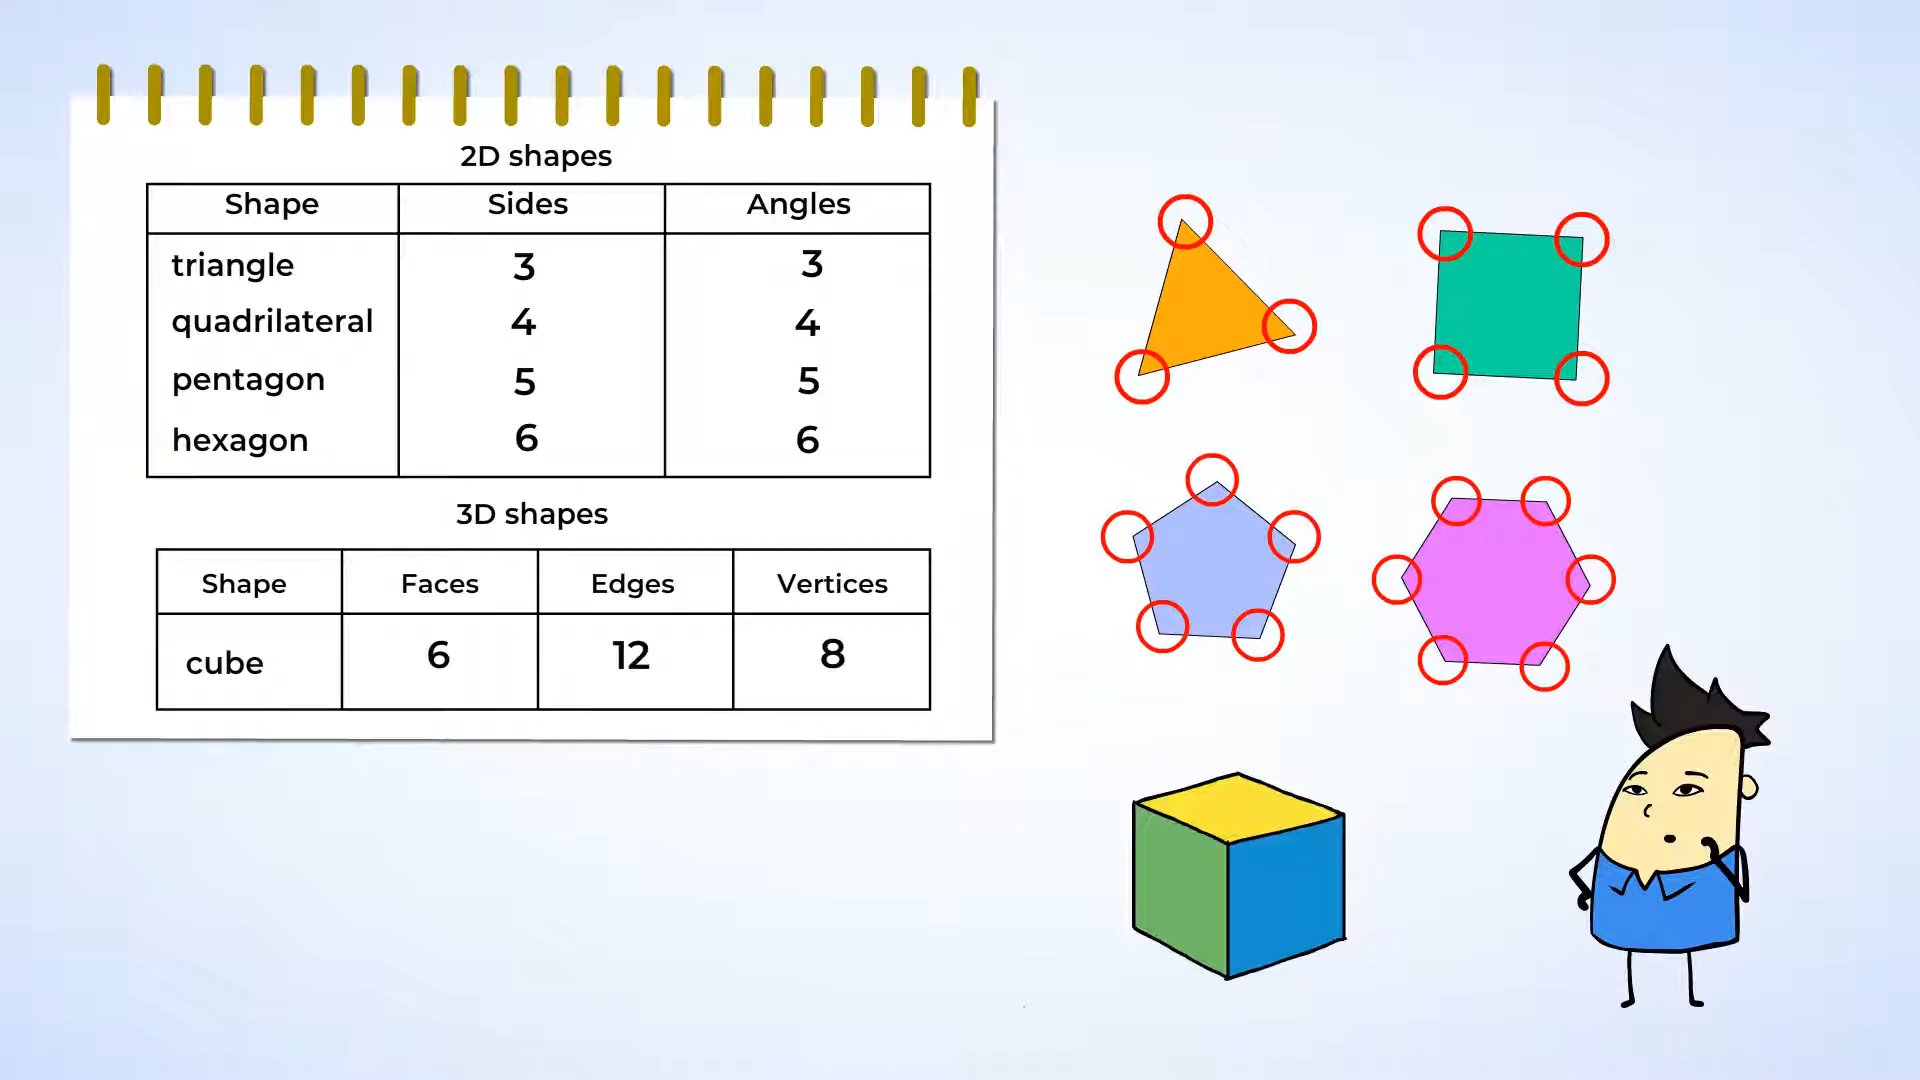 2D shapes
Shape Sides Angles
triangle 3 3
quadrilateral 4 4
pentagon 5 5
hexagon 6 6
3D shapes
Shape Faces Edges Vertices
cube 6 12 8